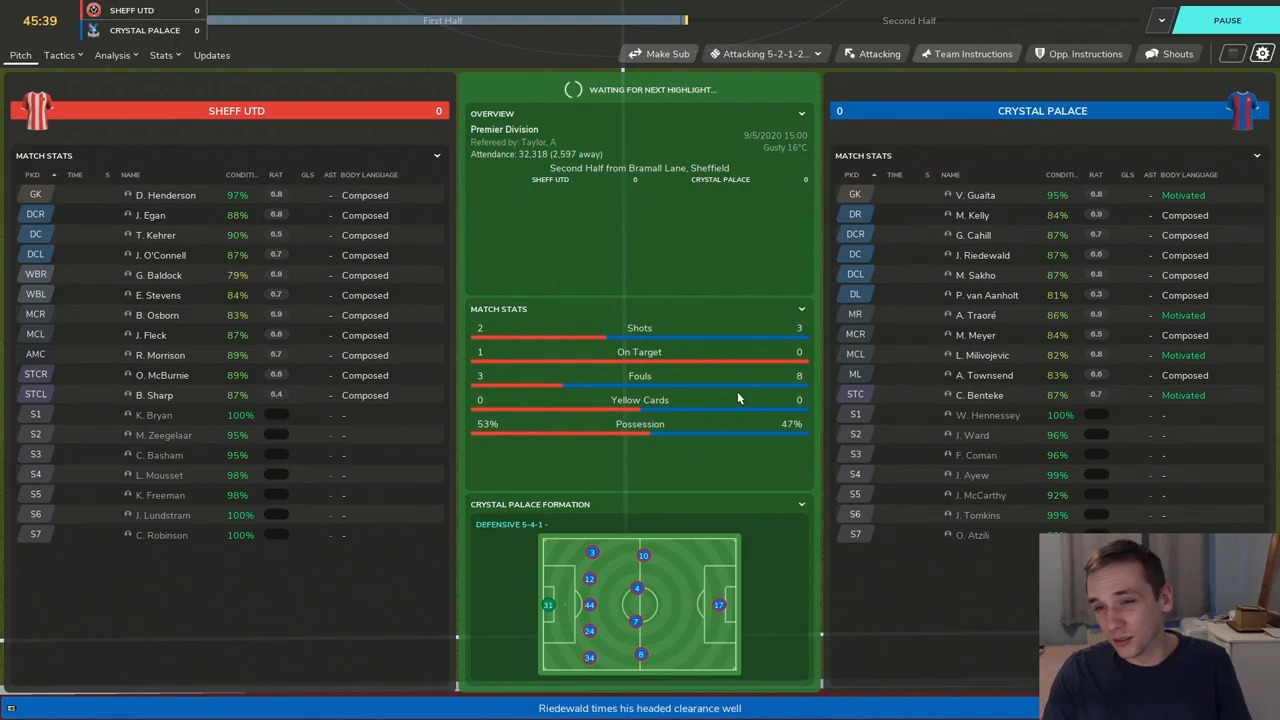 45:39
SHEFF UTD 0
CRYSTAL PALACE 0
First Half
Second Half
PAUSE
Pitch Tactics Analysis Stats Updates
Make Sub
Attacking 5-2-1-2...
Attacking
Team Instructions
Opp. Instructions
Shouts
SHEFF UTD 0
MATCH STATS
PKD TIME S NAME CONDITI... RAT GLS AST BODY LANGUAGE
GK D. Henderson 97% 6.8 - Composed
DCR J. Egan 88% 6.8 - Composed
DC T. Kehrer 90% 6.5 - Composed
DCL J. O'Connell 87% 6.7 - Composed
WBR G. Baldock 79% 6.9 - Composed
WBL E. Stevens 84% 6.7 - Composed
MCR B. Osborn 83% 6.9 - Composed
MCL J. Fleck 87% 6.6 - Composed
AMC R. Morrison 89% 6.7 - Composed
STCR O. McBurnie 89% 6.6 - Composed
STCL B. Sharp 87% 6.4 - Composed
S1 K. Bryan 100% - -
S2 M. Zeegelaar 95% - -
S3 C. Basham 95% - -
S4 L. Mousset 98% - -
S5 K. Freeman 98% - -
S6 J. Lundstram 100% - -
S7 C. Robinson 100% - -
WAITING FOR NEXT HIGHLIGHT...
OVERVIEW
Premier Division
9/5/2020 15:00
Refereed by: Taylor, A
Gusty 16°C
Attendance: 32,318 (2,597 away)
Second Half from Bramall Lane, Sheffield
SHEFF UTD 0 CRYSTAL PALACE 0
MATCH STATS
2 Shots 3
1 On Target 0
3 Fouls 8
0 Yellow Cards 0
53% Possession 47%
CRYSTAL PALACE FORMATION
DEFENSIVE 5-4-1 -
3
10
12
4
31
44
17
7
24
8
34
0 CRYSTAL PALACE
MATCH STATS
PKD TIME S NAME CONDITI... RAT GLS AST BODY LANGUAGE
GK V. Guaita 95% 6.8 - Motivated
DR M. Kelly 84% 6.9 - Composed
DCR G. Cahill 87% 6.7 - Composed
DC J. Riedewald 87% 6.6 - Composed
DCL M. Sakho 87% 6.8 - Composed
DL P. van Aanholt 81% 6.3 - Composed
MR A. Traoré 86% 6.9 - Motivated
MCR M. Meyer 84% 6.5 - Composed
MCL L. Milivojevic 82% 6.8 - Motivated
ML A. Townsend 83% 6.6 - Composed
STC C. Benteke 87% 6.7 - Motivated
S1 W. Hennessey 100% - -
S2 J. Ward 96% - -
S3 F. Coman 96% - -
S4 J. Ayew 99% - -
S5 J. McCarthy 92% - -
S6 J. Tomkins 99% - -
S7 O. Atzili - -
Riedewald times his headed clearance well